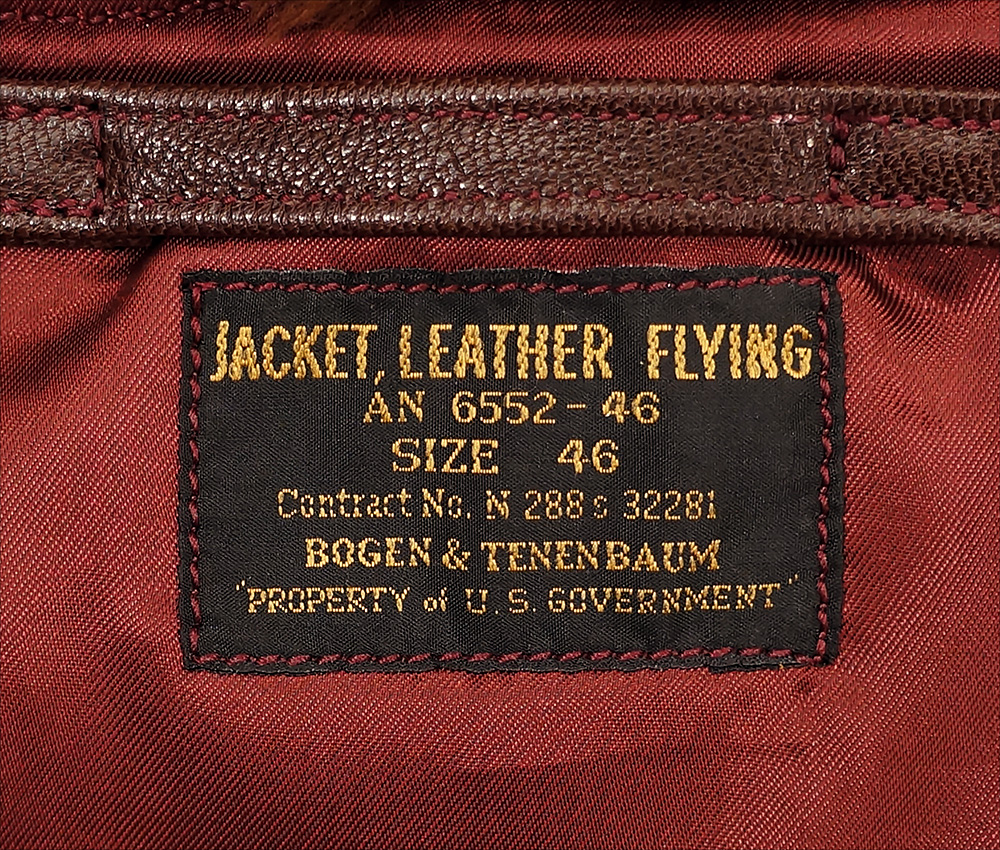 JACKET, LEATHER FLYING
AN 6552-46
SIZE 46
Contract No. N 288 s 32281
BOGEN & TENENBAUM
"PROPERTY of U.S. GOVERNMENT"